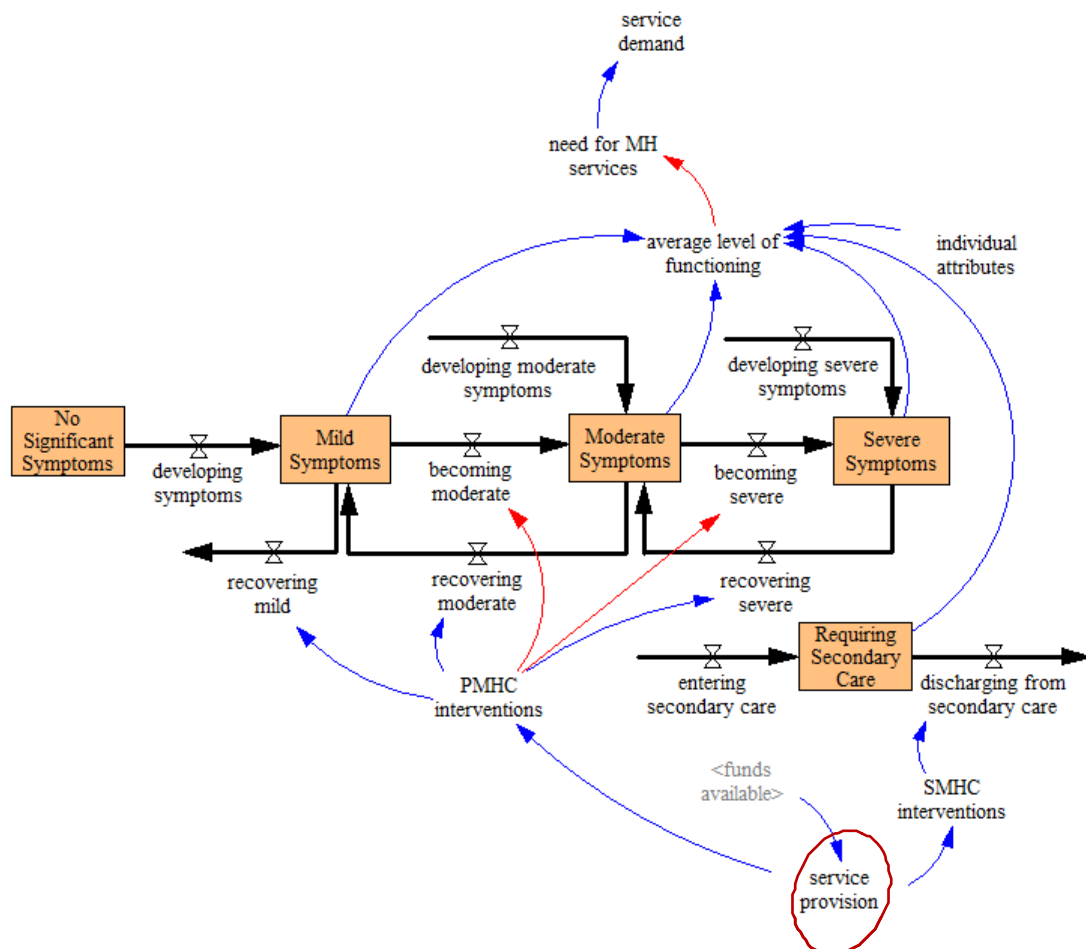 service
demand
need for MH
services
average level of
functioning
individual
attributes
developing moderate
symptoms
developing severe
symptoms
No
Significant
Symptoms
developing
symptoms
Mild
Symptoms
becoming
moderate
Moderate
Symptoms
becoming
severe
Severe
Symptoms
recovering
mild
recovering
moderate
recovering
severe
PMHC
interventions
entering
secondary care
Requiring
Secondary
Care
discharging from
secondary care
<funds
available>
SMHC
interventions
service
provision